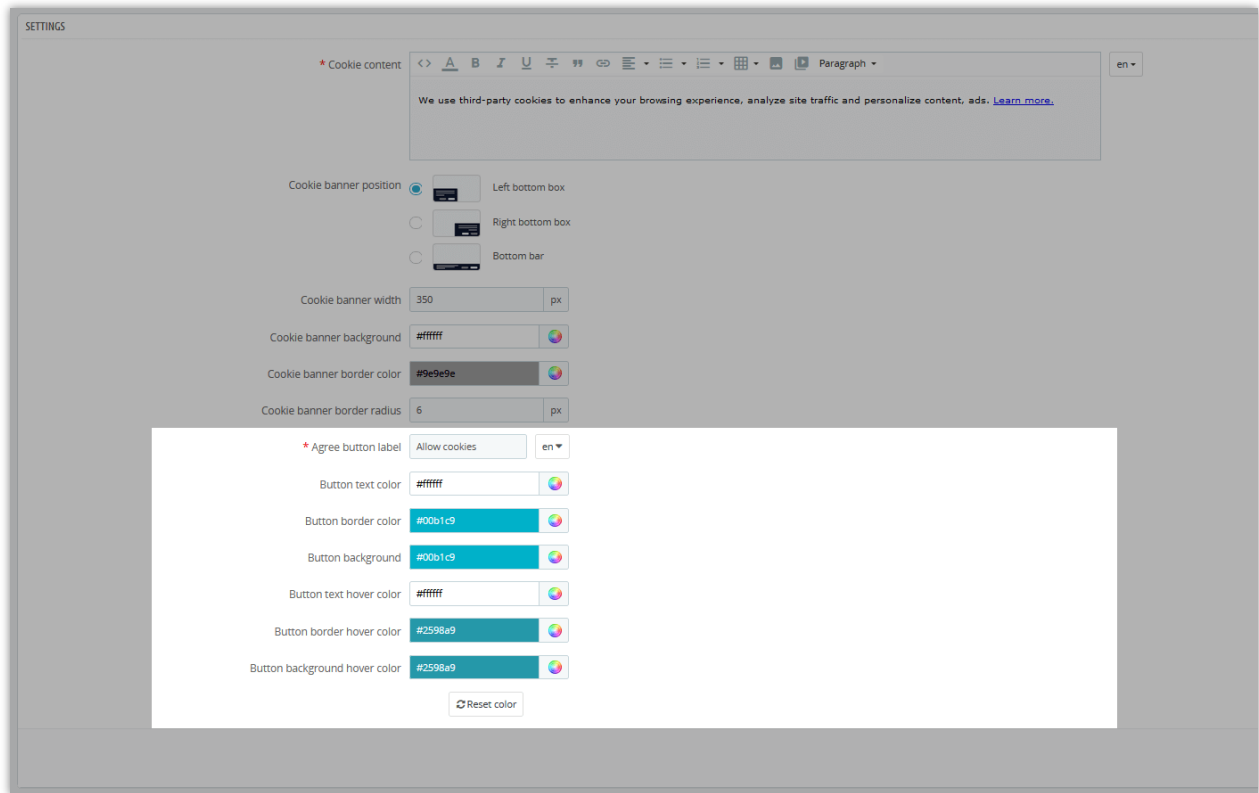 SETTINGS
* Cookie content
Paragraph
en
We use third-party cookies to enhance your browsing experience, analyze site traffic and personalize content, ads. Learn more.
Cookie banner position
Left bottom box
Right bottom box
Bottom bar
Cookie banner width 350 px
Cookie banner background #ffffff
Cookie banner border color #9e9e9e
Cookie banner border radius 6 px
* Agree button label Allow cookies en
Button text color #ffffff
Button border color #00b1c9
Button background #00b1c9
Button text hover color #ffffff
Button border hover color #2598a9
Button background hover color #2598a9
Reset color